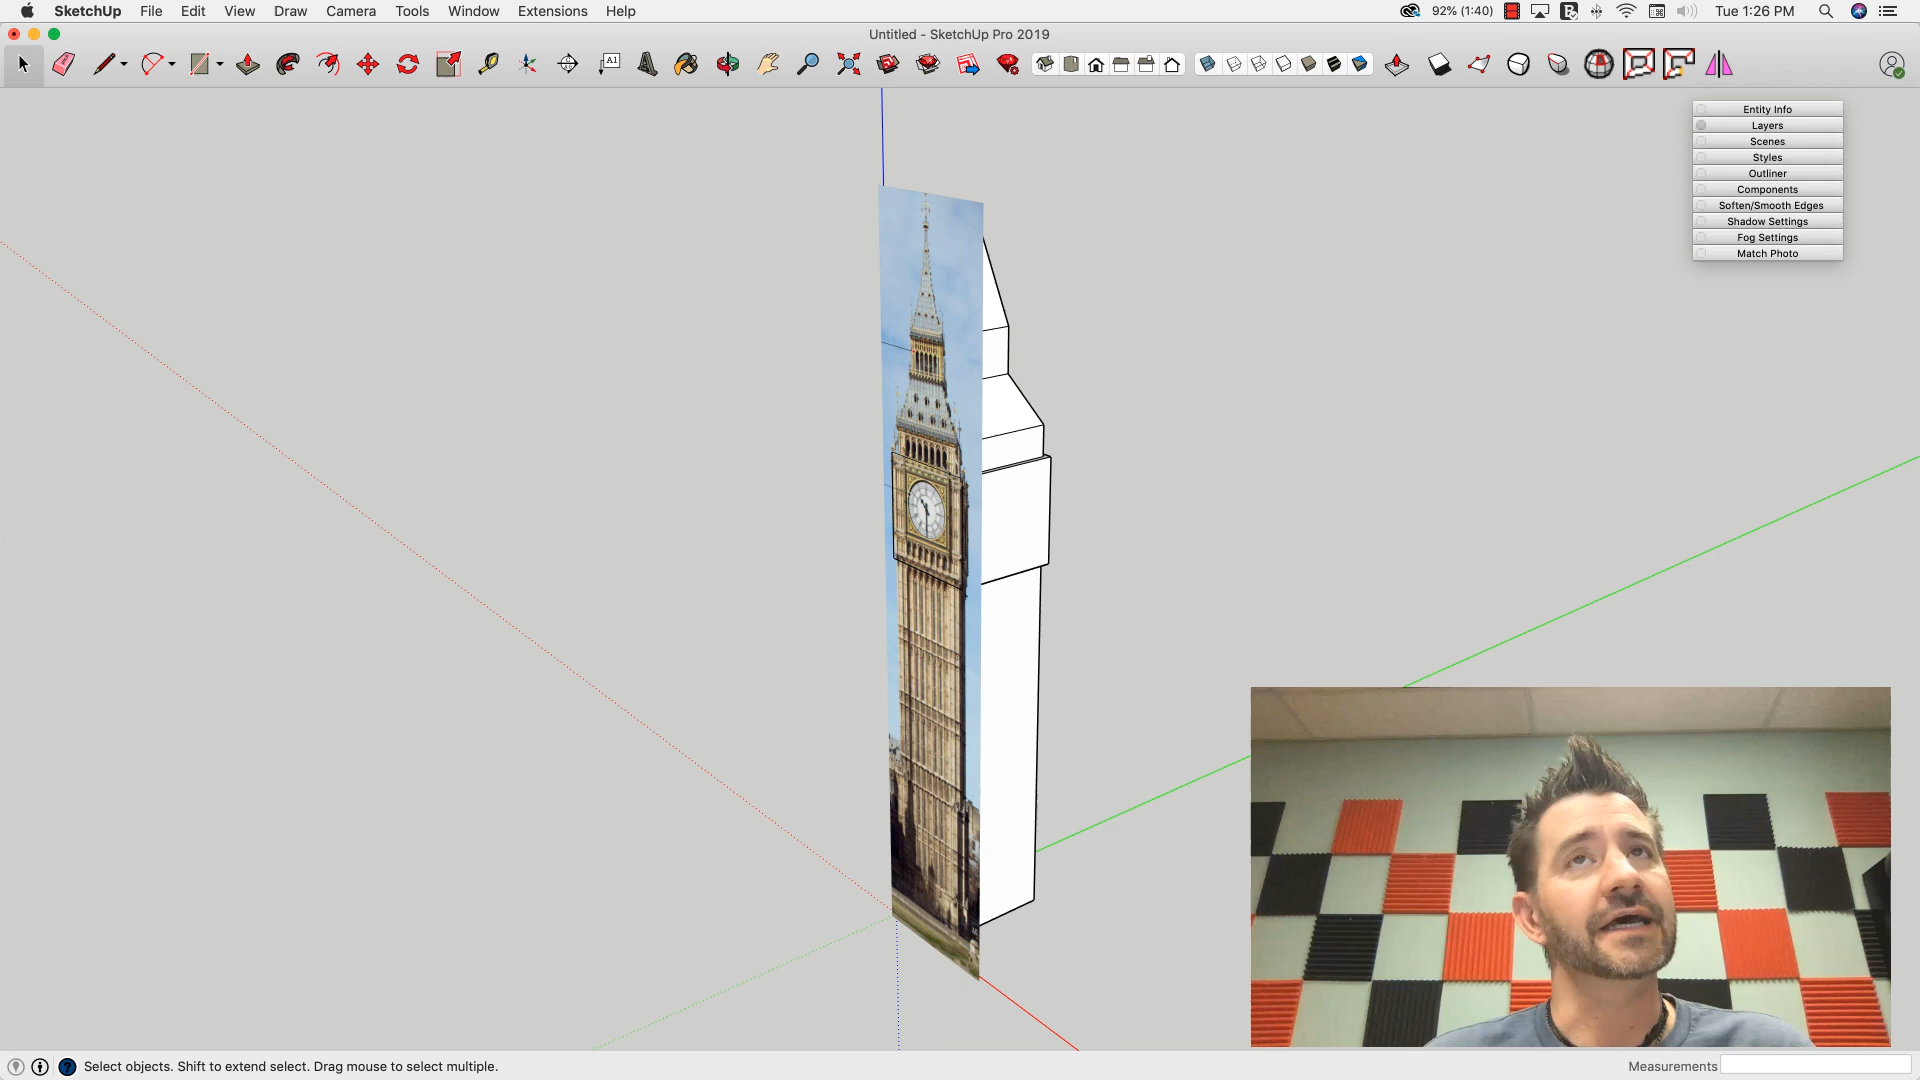 SketchUp File Edit View Draw Camera Tools Window Extensions Help 92% (1:40) Tue 1:26 PM
Untitled - SketchUp Pro 2019
A1
Entity Info
Layers
Scenes
Styles
Outliner
Components
Soften/Smooth Edges
Shadow Settings
Fog Settings
Match Photo
Select objects. Shift to extend select. Drag mouse to select multiple.
Measurements